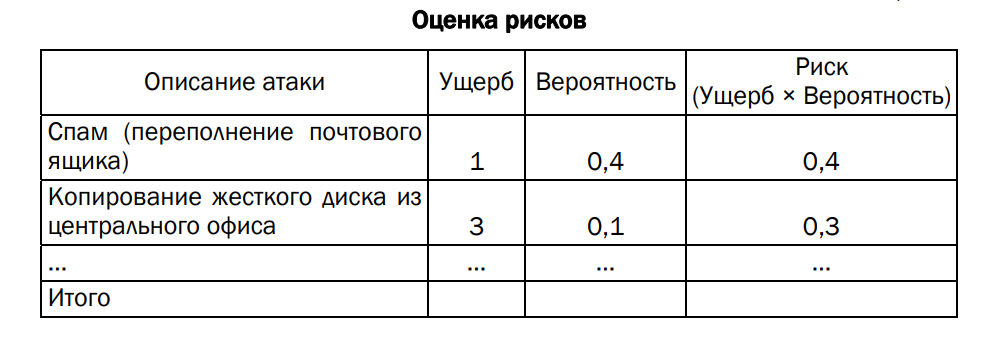 Оценка рисков
Описание атаки Ущерб Вероятность Риск
(Ущерб × Вероятность)
Спам (переполнение почтового
ящика) 1 0,4 0,4
Копирование жесткого диска из
центрального офиса 3 0,1 0,3
... ... ... ...
Итого